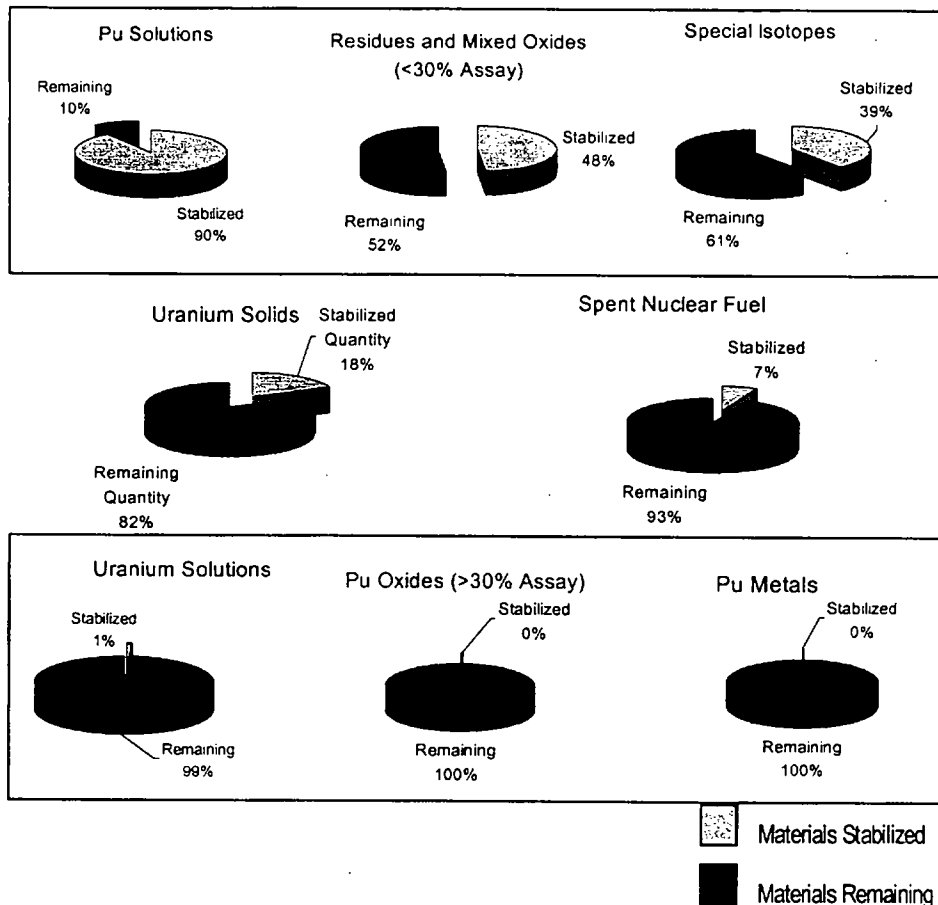 Pu Solutions
Remaining
10%
Stabilized
90%
Residues and Mixed Oxides
(<30% Assay)
Stabilized
48%
Remaining
52%
Special Isotopes
Stabilized
39%
Remaining
61%
Uranium Solids
Stabilized
Quantity
18%
Remaining
Quantity
82%
Spent Nuclear Fuel
Stabilized
7%
Remaining
93%
Uranium Solutions
Stabilized
1%
Remaining
99%
Pu Oxides (>30% Assay)
Stabilized
0%
Remaining
100%
Pu Metals
Stabilized
0%
Remaining
100%
Materials Stabilized
Materials Remaining